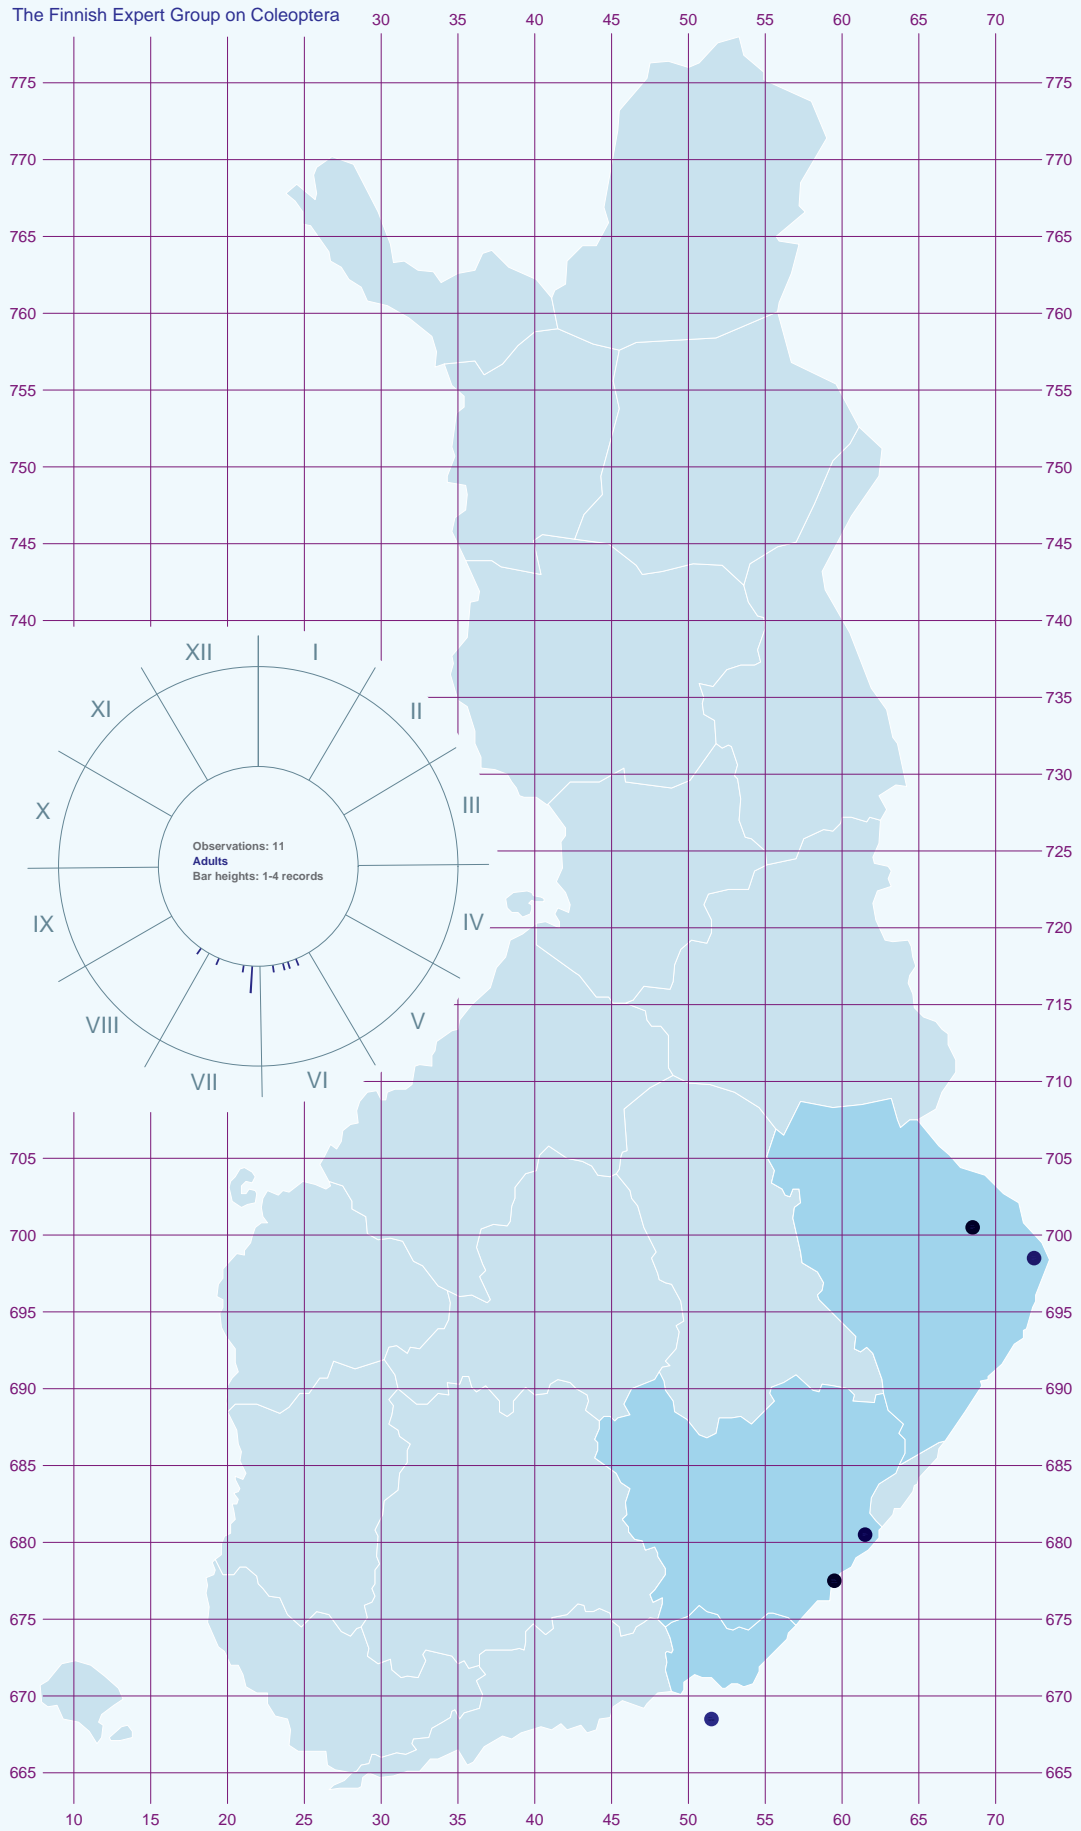 The Finnish Expert Group on Coleoptera
30 35 40 45 50 55 60 65 70
775 775
770 770
765 765
760 760
755 755
750 750
745 745
740 740
XII I
XI II
735
730
X III
Observations: 11
725
Adults
Bar heights: 1-4 records
IX IV
720
715
VIII V
VII VI
710
705 705
700 700
695 695
690 690
685 685
680 680
675 675
670 670
665 665
10 15 20 25 30 35 40 45 50 55 60 65 70